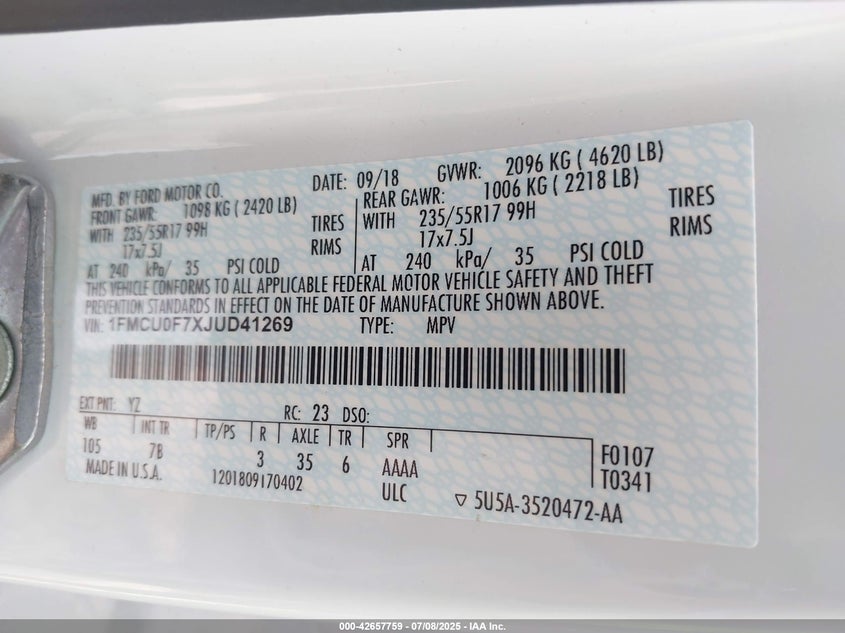 MFD. BY FORD MOTOR CO.
DATE: 09/18 GVWR: 2096 KG ( 4620 LB)
FRONT GAWR: 1098 KG ( 2420 LB) REAR GAWR: 1006 KG ( 2218 LB)
WITH 235/55R17 99H TIRES WITH 235/55R17 99H TIRES
17x7.5J RIMS 17x7.5J RIMS
AT 240 kPa/ 35 PSI COLD AT 240 kPa/ 35 PSI COLD
THIS VEHICLE CONFORMS TO ALL APPLICABLE FEDERAL MOTOR VEHICLE SAFETY AND THEFT
PREVENTION STANDARDS IN EFFECT ON THE DATE OF MANUFACTURE SHOWN ABOVE.
VIN: 1FMCU0F7XJUD41269 TYPE: MPV
EXT PNT: YZ RC: 23 DSO:
WB INT TR TP/PS R AXLE TR SPR
105 7B 3 35 6 AAAA F0107
MADE IN U.S.A. 1201809170402 ULC T0341
▽ 5U5A-3520472-AA
000-42657759 - 07/08/2025 - IAA Inc.